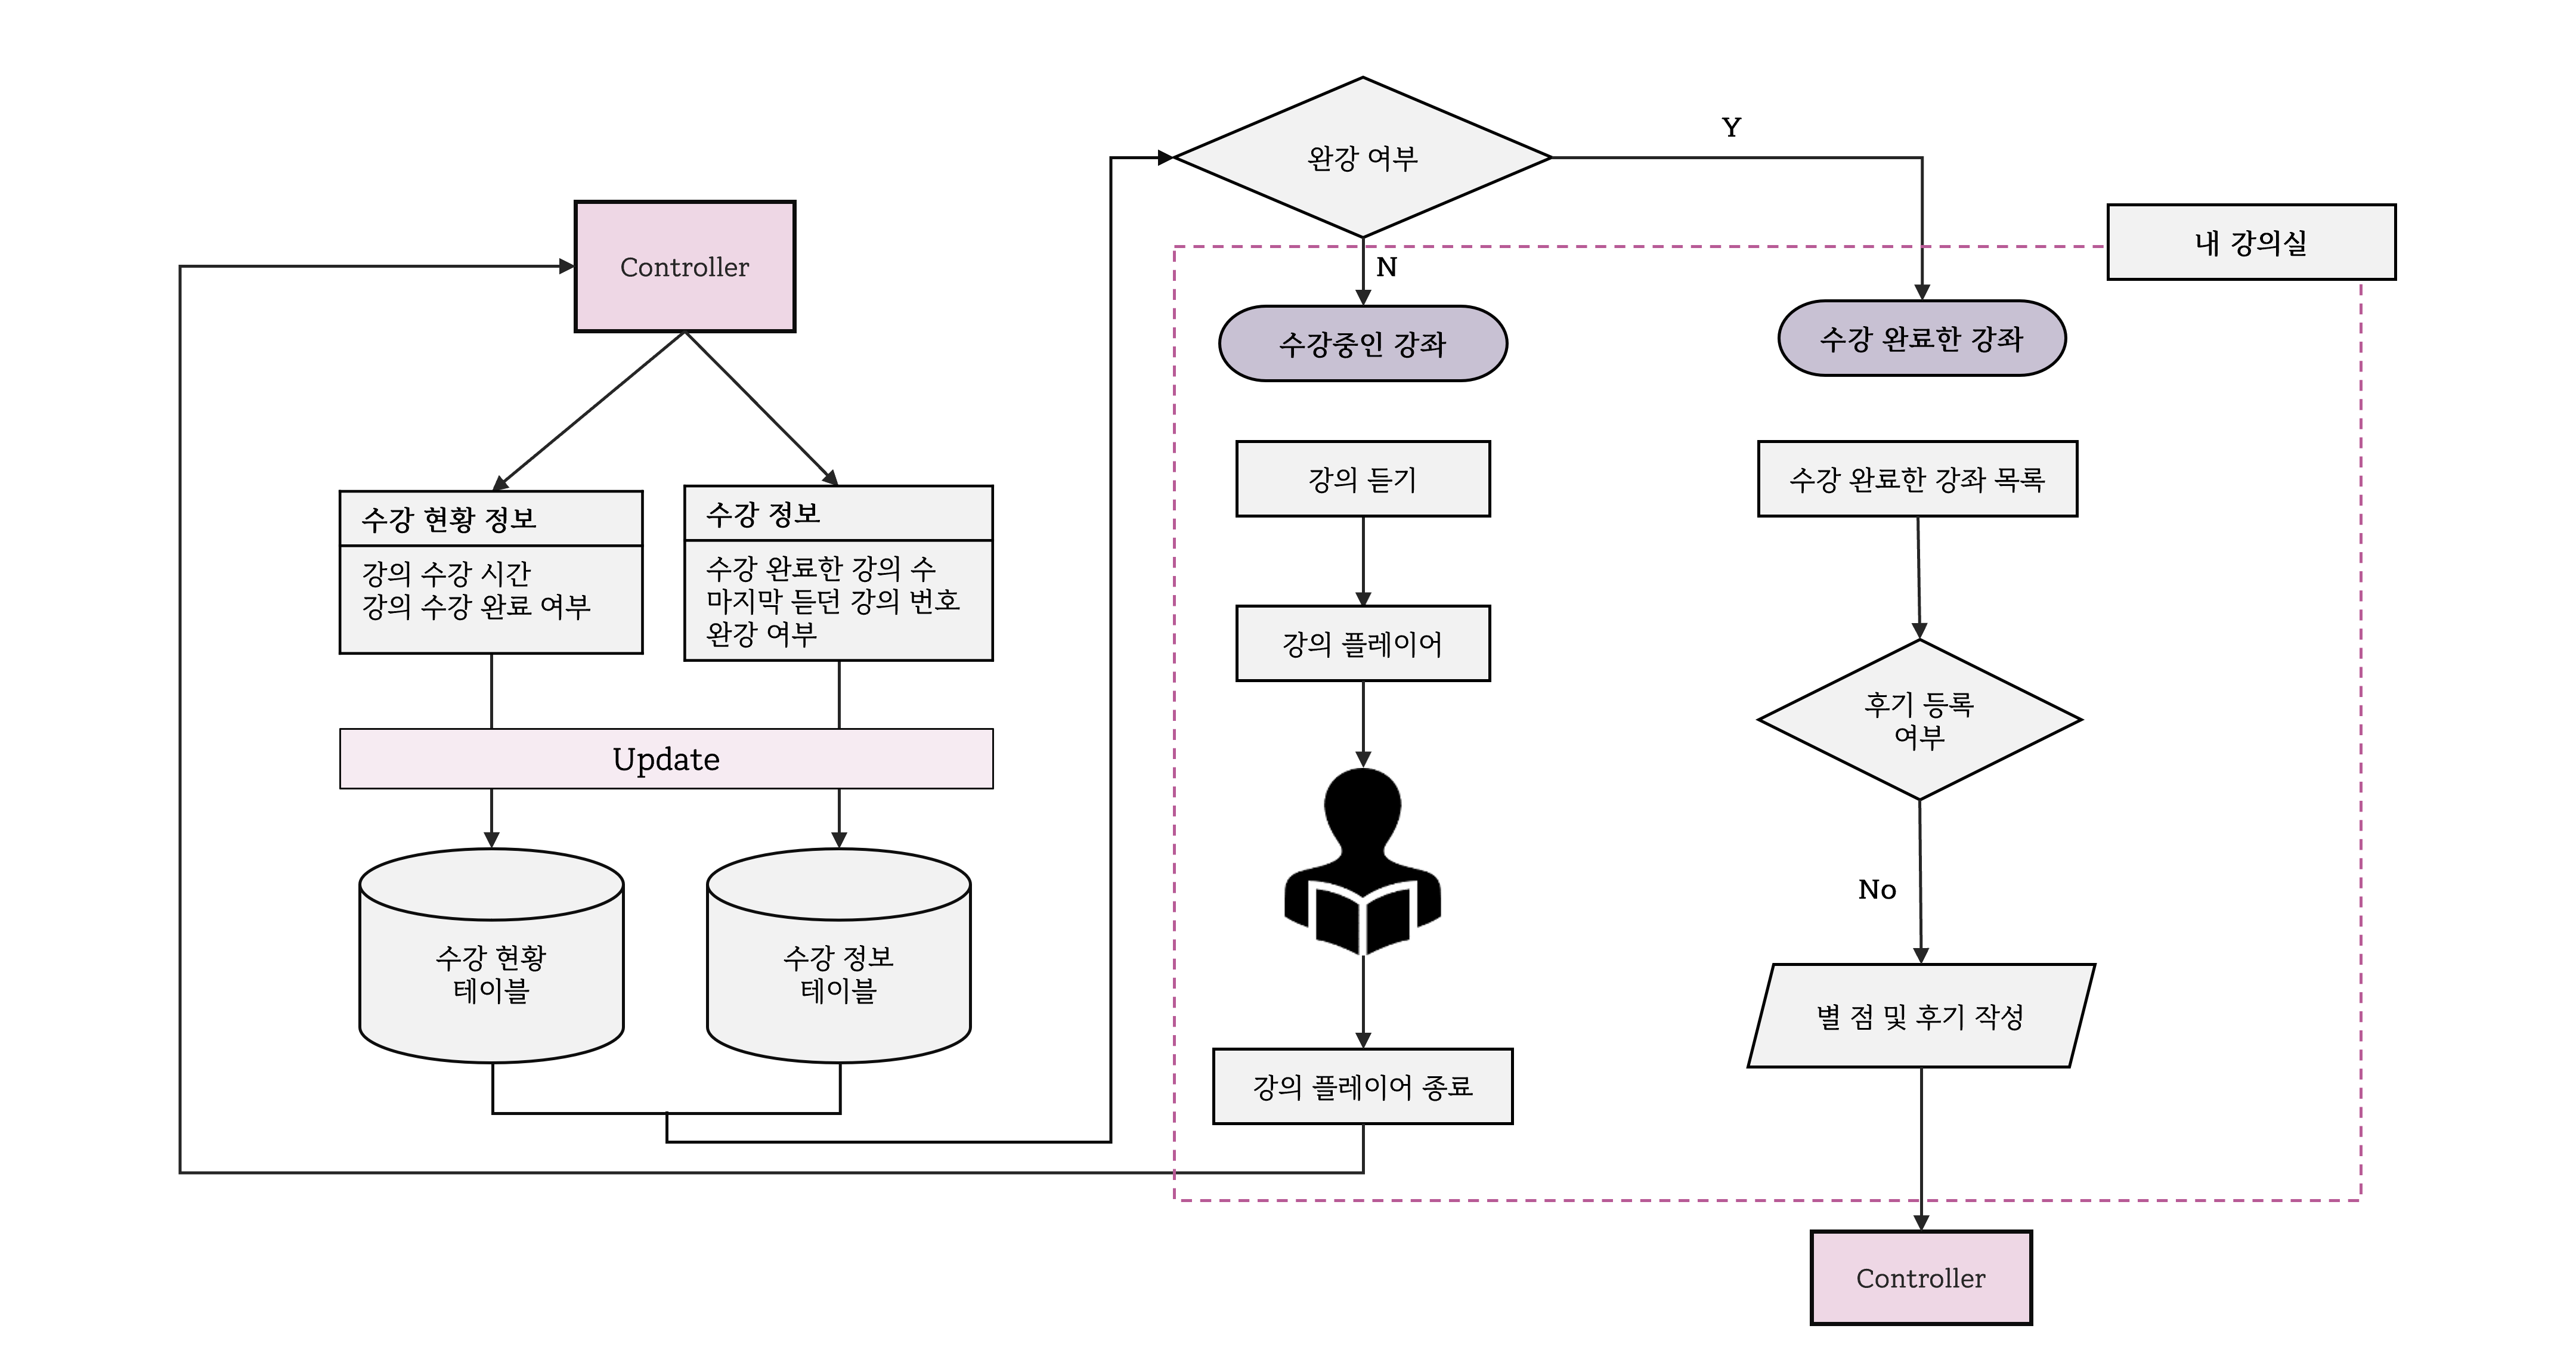 완강 여부
Y
내 강의실
Controller
N
수강중인 강좌
수강 완료한 강좌
수강 현황 정보
강의 수강 시간
강의 수강 완료 여부
수강 정보
수강 완료한 강의 수
마지막 듣던 강의 번호
완강 여부
강의 듣기
수강 완료한 강좌 목록
강의 플레이어
후기 등록
여부
Update
No
수강 현황
테이블
수강 정보
테이블
별 점 및 후기 작성
강의 플레이어 종료
Controller